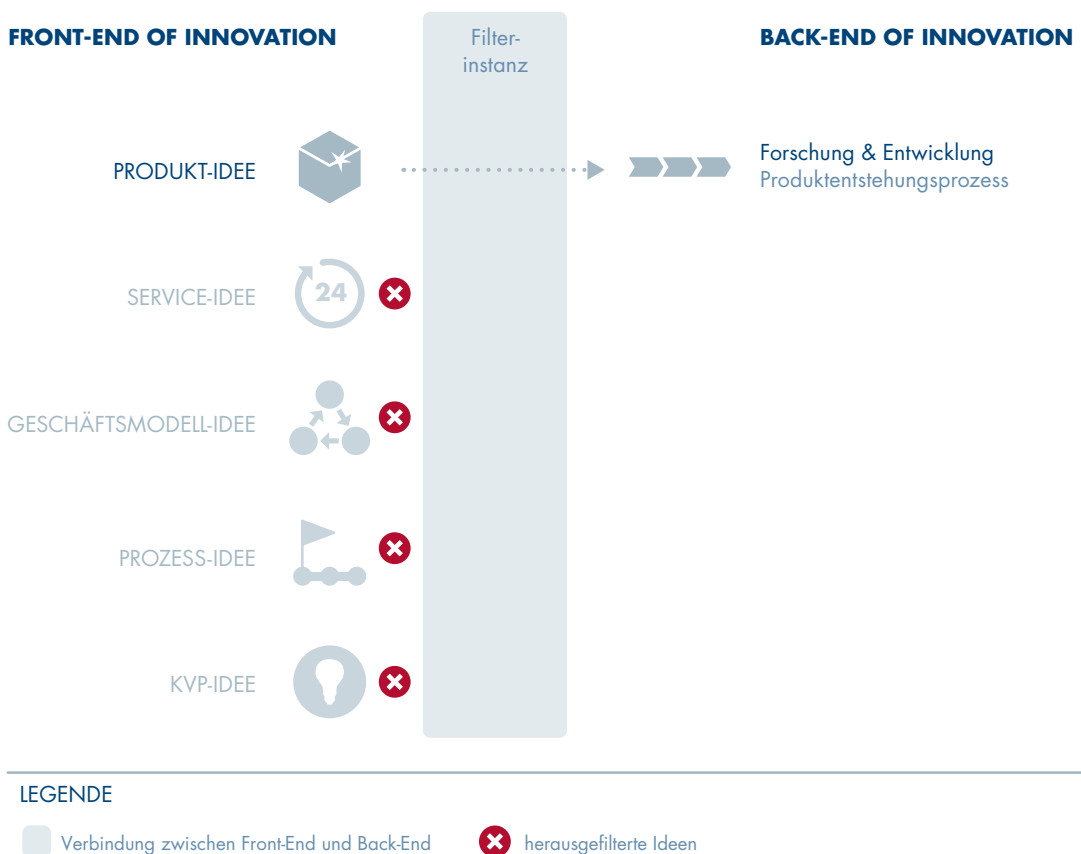 FRONT-END OF INNOVATION
Filter-
instanz
BACK-END OF INNOVATION
PRODUKT-IDEE
Forschung & Entwicklung
Produktentstehungsprozess
SERVICE-IDEE
24
GESCHÄFTSMODELL-IDEE
PROZESS-IDEE
KVP-IDEE
LEGENDE
Verbindung zwischen Front-End und Back-End
herausgefilterte Ideen